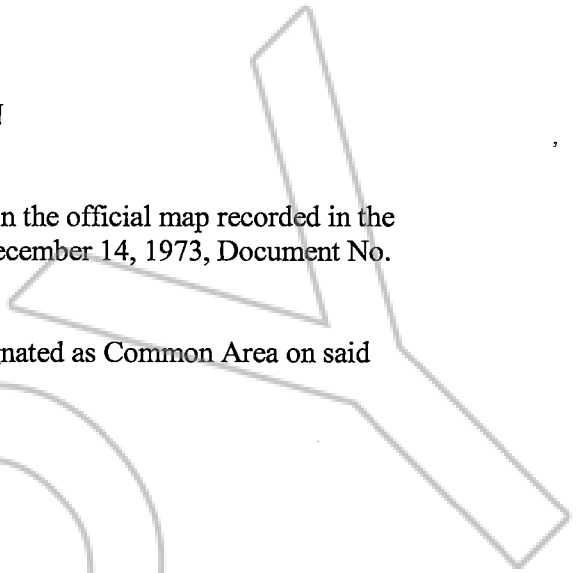 n the official map recorded in the
ecember 14, 1973, Document No.
nated as Common Area on said